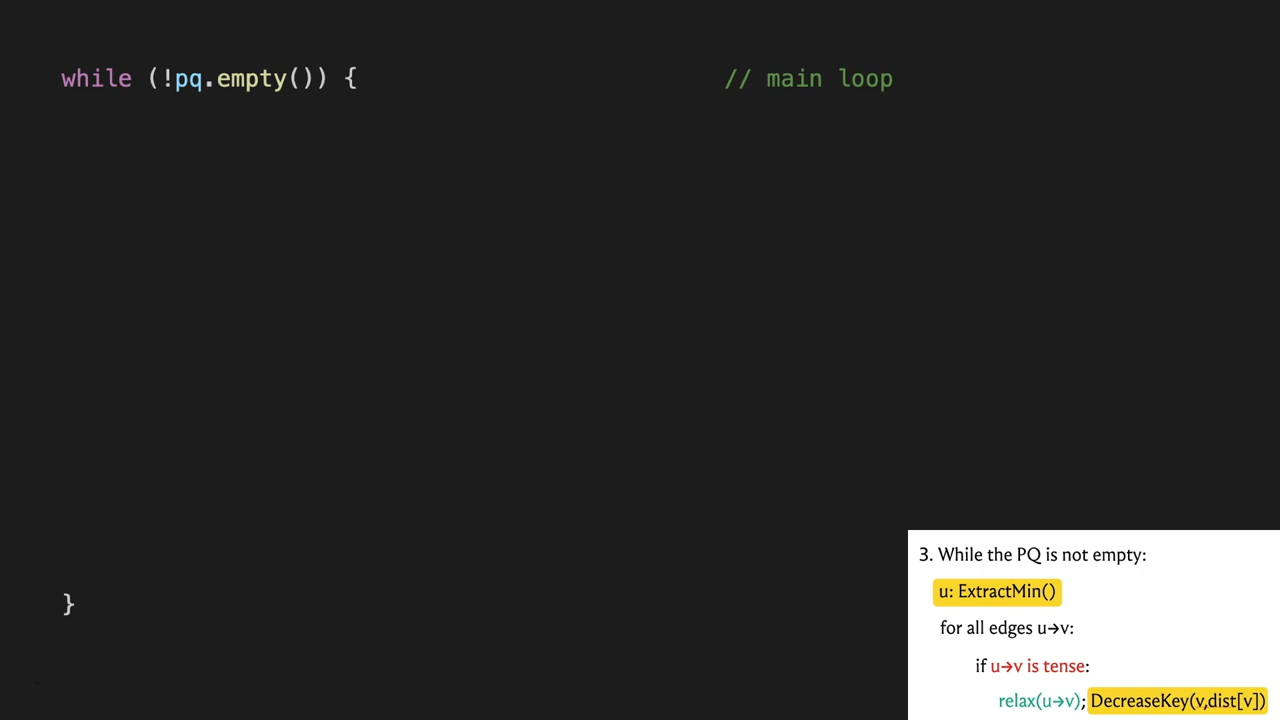 while (!pq.empty()) { // main loop
}
3. While the PQ is not empty:
u: ExtractMin()
for all edges u→v:
if u→v is tense:
relax(u→v); DecreaseKey(v,dist[v])